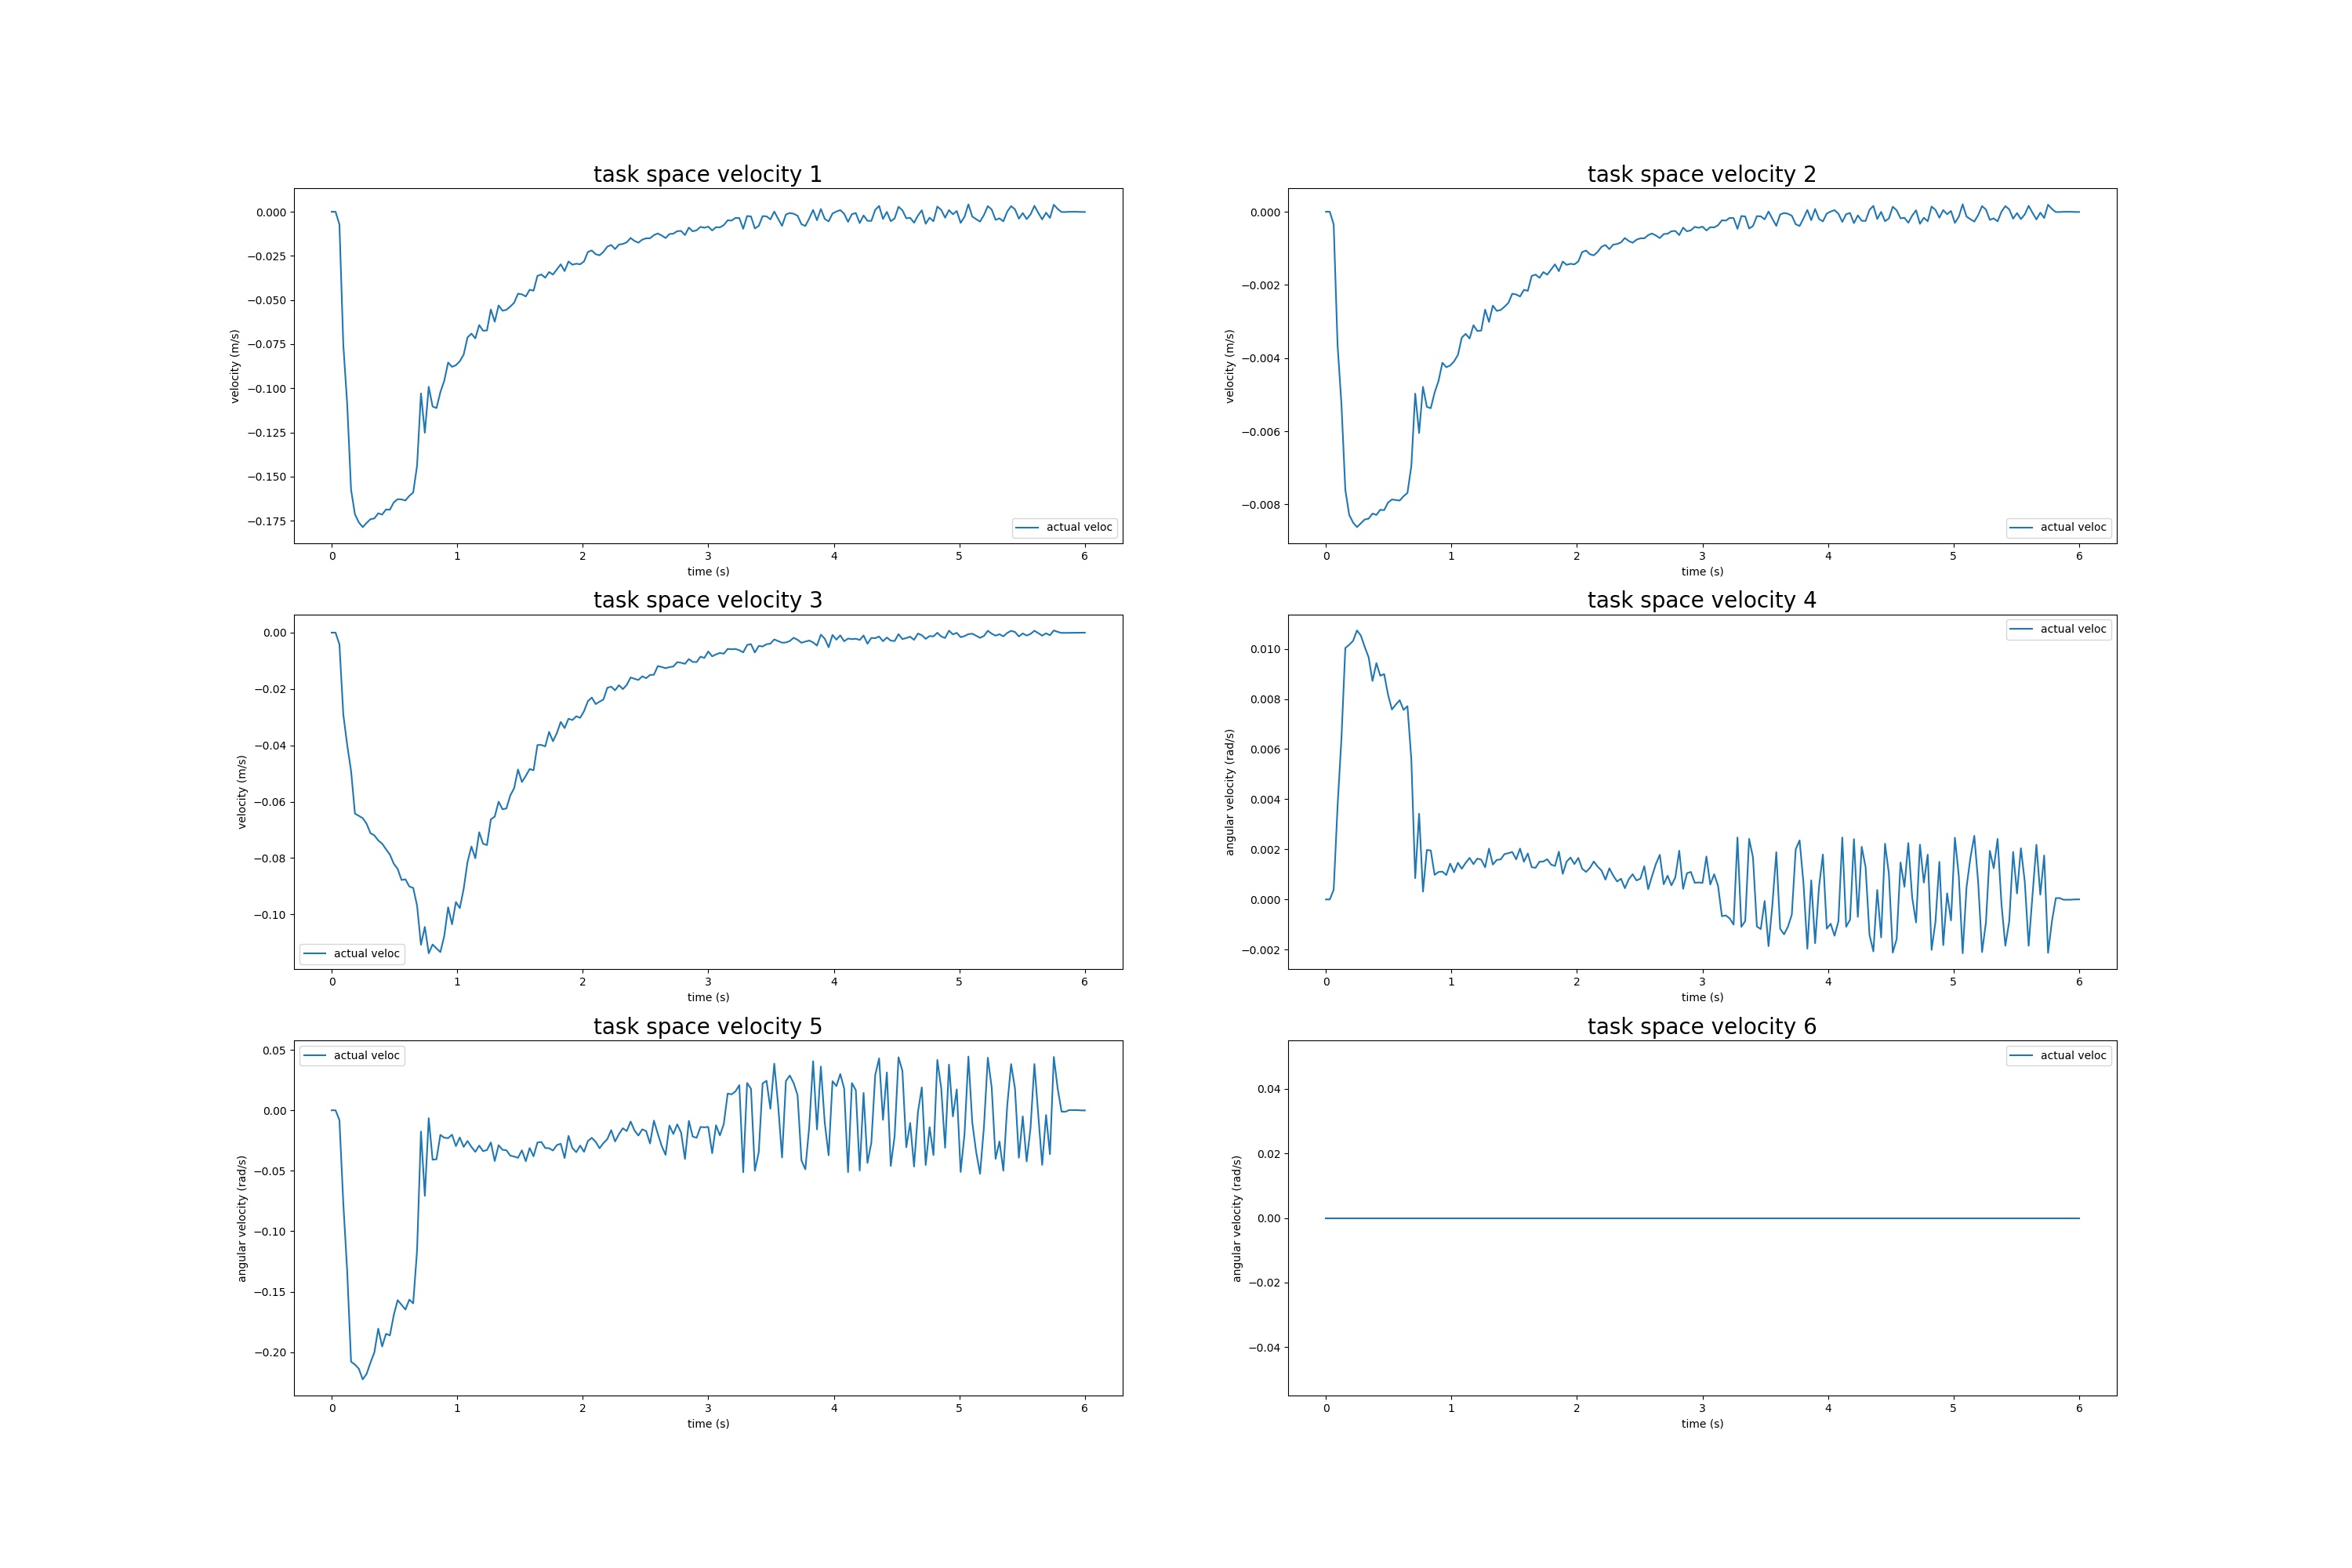 task space velocity 1
velocity (m/s)
0.000
−0.025
−0.050
−0.075
−0.100
−0.125
−0.150
−0.175
actual veloc
0 1 2 3 4 5 6
time (s)
task space velocity 2
velocity (m/s)
0.000
−0.002
−0.004
−0.006
−0.008
actual veloc
0 1 2 3 4 5 6
time (s)
task space velocity 3
velocity (m/s)
0.00
−0.02
−0.04
−0.06
−0.08
−0.10
actual veloc
0 1 2 3 4 5 6
time (s)
task space velocity 4
angular velocity (rad/s)
actual veloc
0.010
0.008
0.006
0.004
0.002
0.000
−0.002
0 1 2 3 4 5 6
time (s)
task space velocity 5
angular velocity (rad/s)
actual veloc
0.05
0.00
−0.05
−0.10
−0.15
−0.20
0 1 2 3 4 5 6
time (s)
task space velocity 6
angular velocity (rad/s)
actual veloc
0.04
0.02
0.00
−0.02
−0.04
0 1 2 3 4 5 6
time (s)